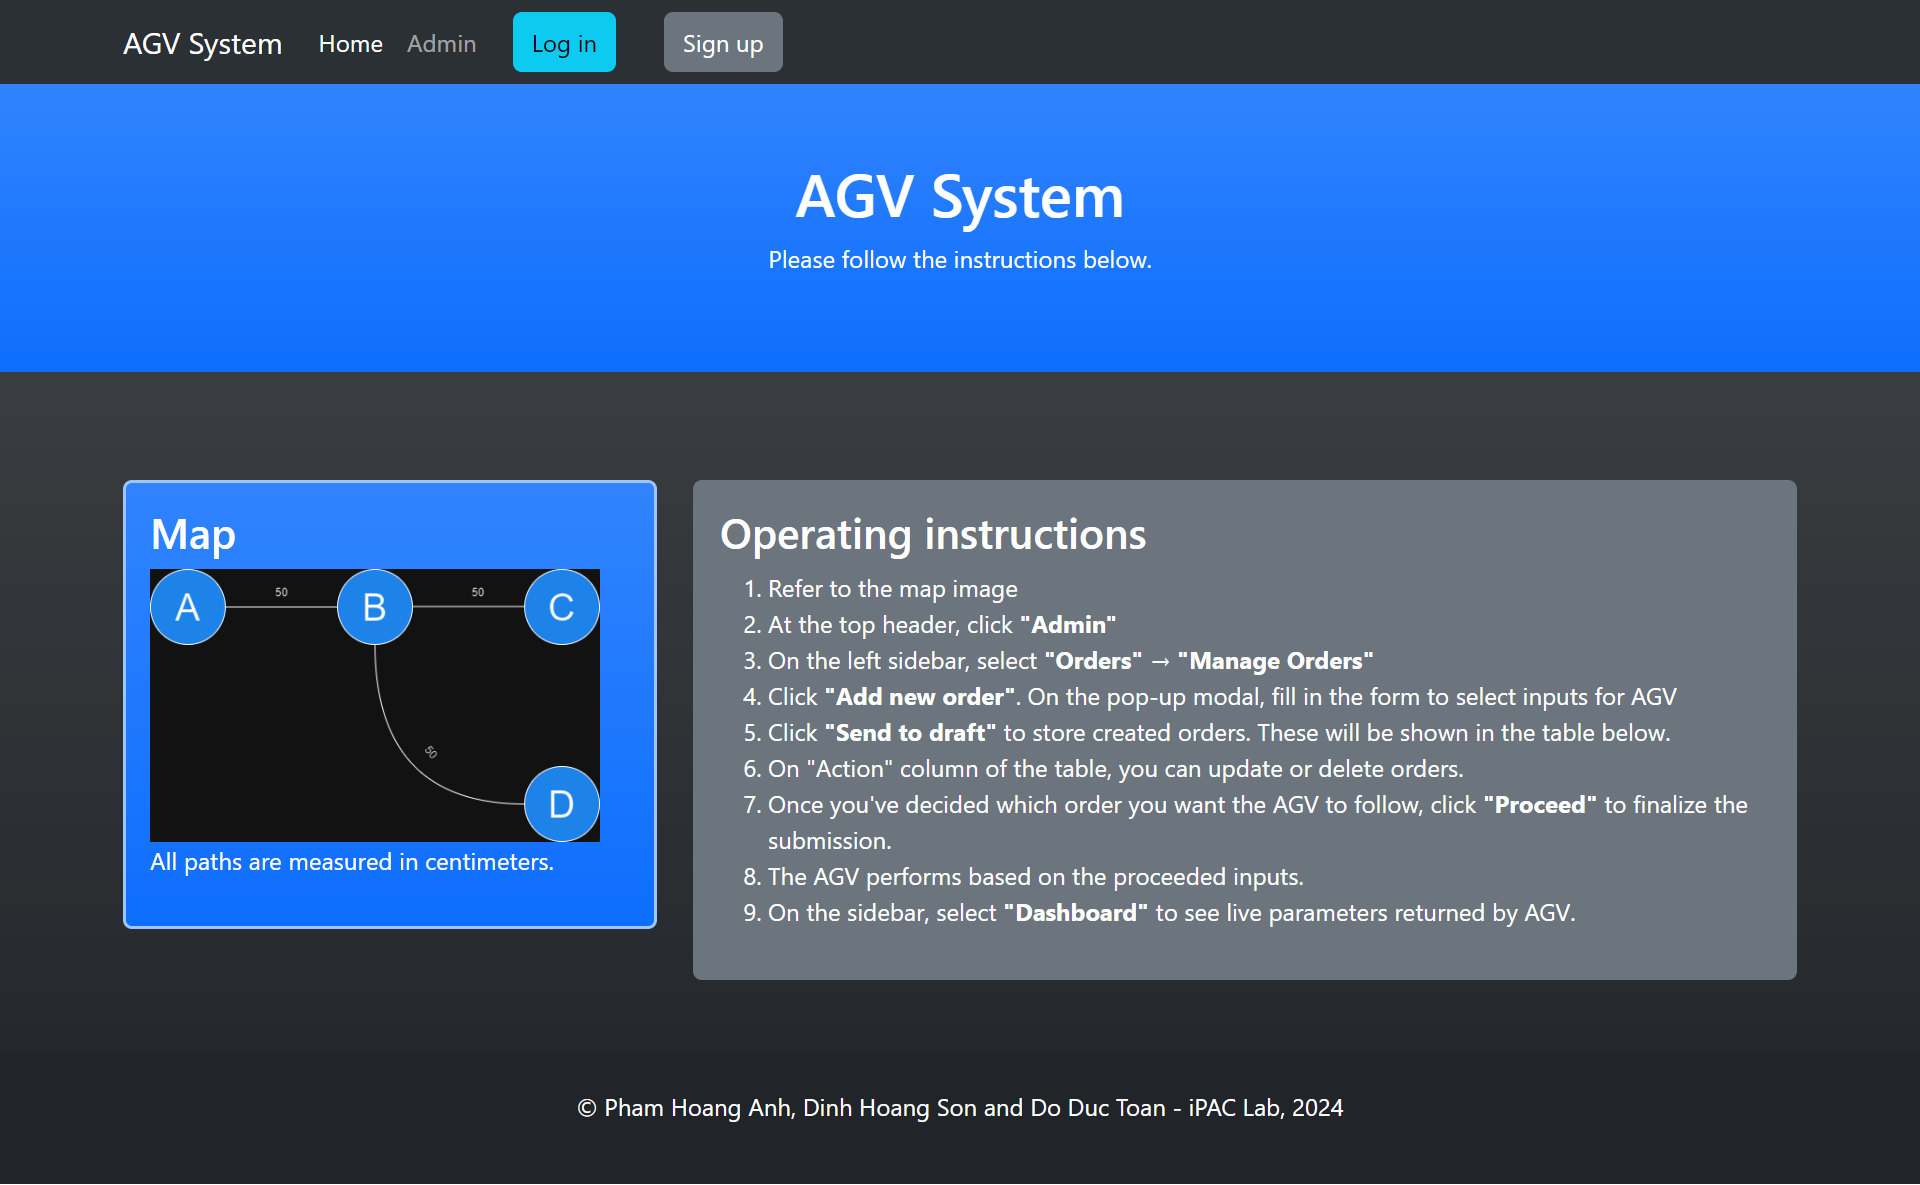 AGV System Home Admin Log in Sign up
AGV System
Please follow the instructions below.
Map
A 50 B 50 C
50
D
All paths are measured in centimeters.
Operating instructions
1. Refer to the map image
2. At the top header, click "Admin"
3. On the left sidebar, select "Orders" → "Manage Orders"
4. Click "Add new order". On the pop-up modal, fill in the form to select inputs for AGV
5. Click "Send to draft" to store created orders. These will be shown in the table below.
6. On "Action" column of the table, you can update or delete orders.
7. Once you've decided which order you want the AGV to follow, click "Proceed" to finalize the
submission.
8. The AGV performs based on the proceeded inputs.
9. On the sidebar, select "Dashboard" to see live parameters returned by AGV.
© Pham Hoang Anh, Dinh Hoang Son and Do Duc Toan - iPAC Lab, 2024